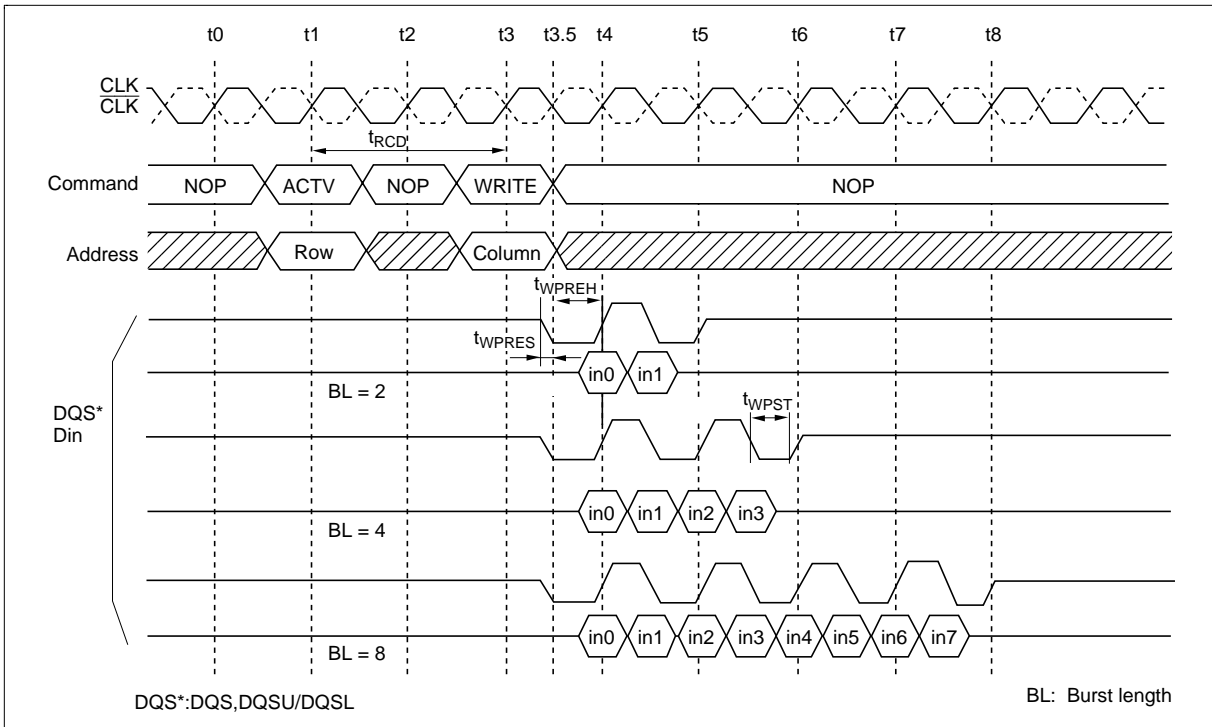 t0 t1 t2 t3 t3.5 t4 t5 t6 t7 t8
CLK
CLK
tRCD
Command NOP ACTV NOP WRITE NOP
Address Row Column
tWPREH
tWPRES
in0 in1
BL = 2
tWPST
DQS*
Din
in0 in1 in2 in3
BL = 4
in0 in1 in2 in3 in4 in5 in6 in7
BL = 8
DQS*:DQS,DQSU/DQSL
BL: Burst length